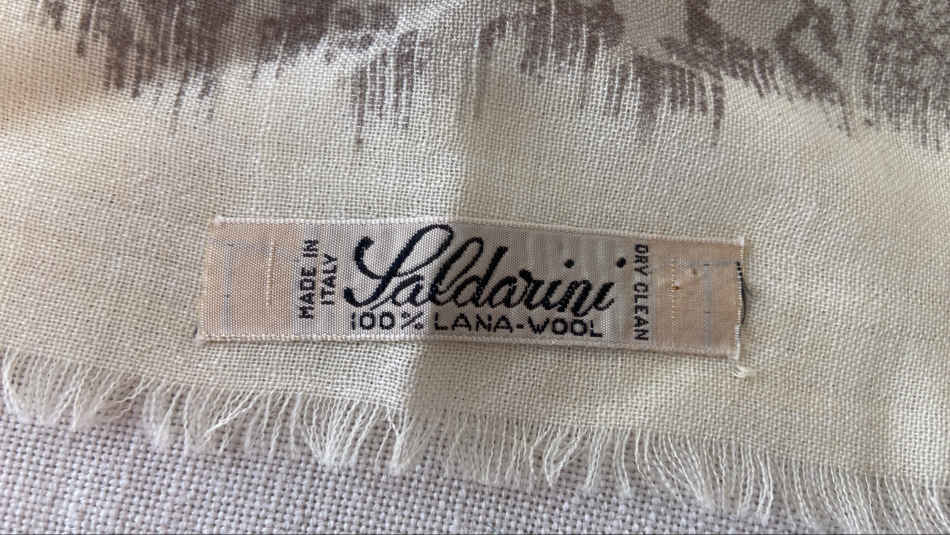 MADE IN
ITALY
Saldarini
100% LANA-WOOL
DRY CLEAN